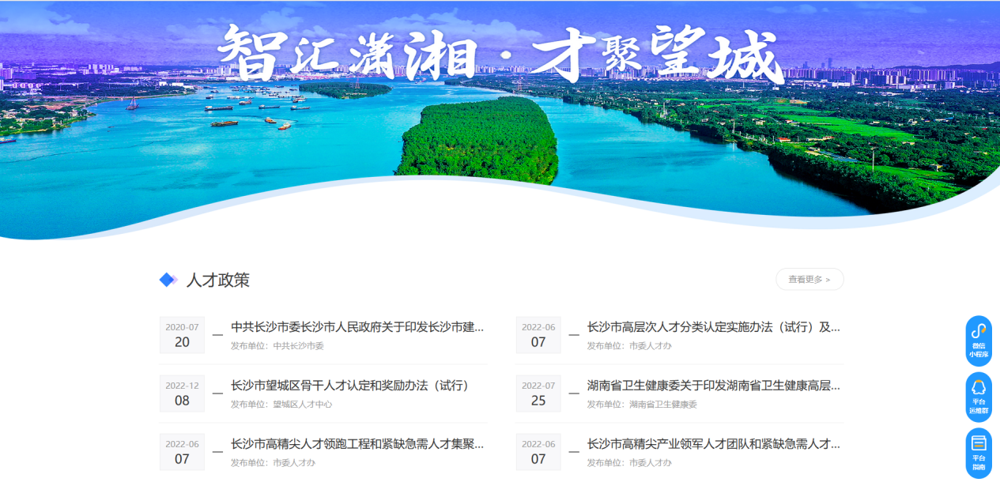 智汇潇湘·才聚望城
人才政策
查看更多 >
2020-07
20
中共长沙市委长沙市人民政府关于印发长沙市建...
发布单位：中共长沙市委
2022-06
07
长沙市高层次人才分类认定实施办法（试行）及...
发布单位：市委人才办
2022-12
08
长沙市望城区骨干人才认定和奖励办法（试行）
发布单位：望城区人才中心
2022-07
25
湖南省卫生健康委关于印发湖南省卫生健康高层...
发布单位：湖南省卫生健康委
2022-06
07
长沙市高精尖人才领跑工程和紧缺急需人才集聚...
发布单位：市委人才办
2022-06
07
长沙市高精尖产业领军人才团队和紧缺急需人才...
发布单位：市委人才办
微信
小程序
平台
运维群
平台
指南